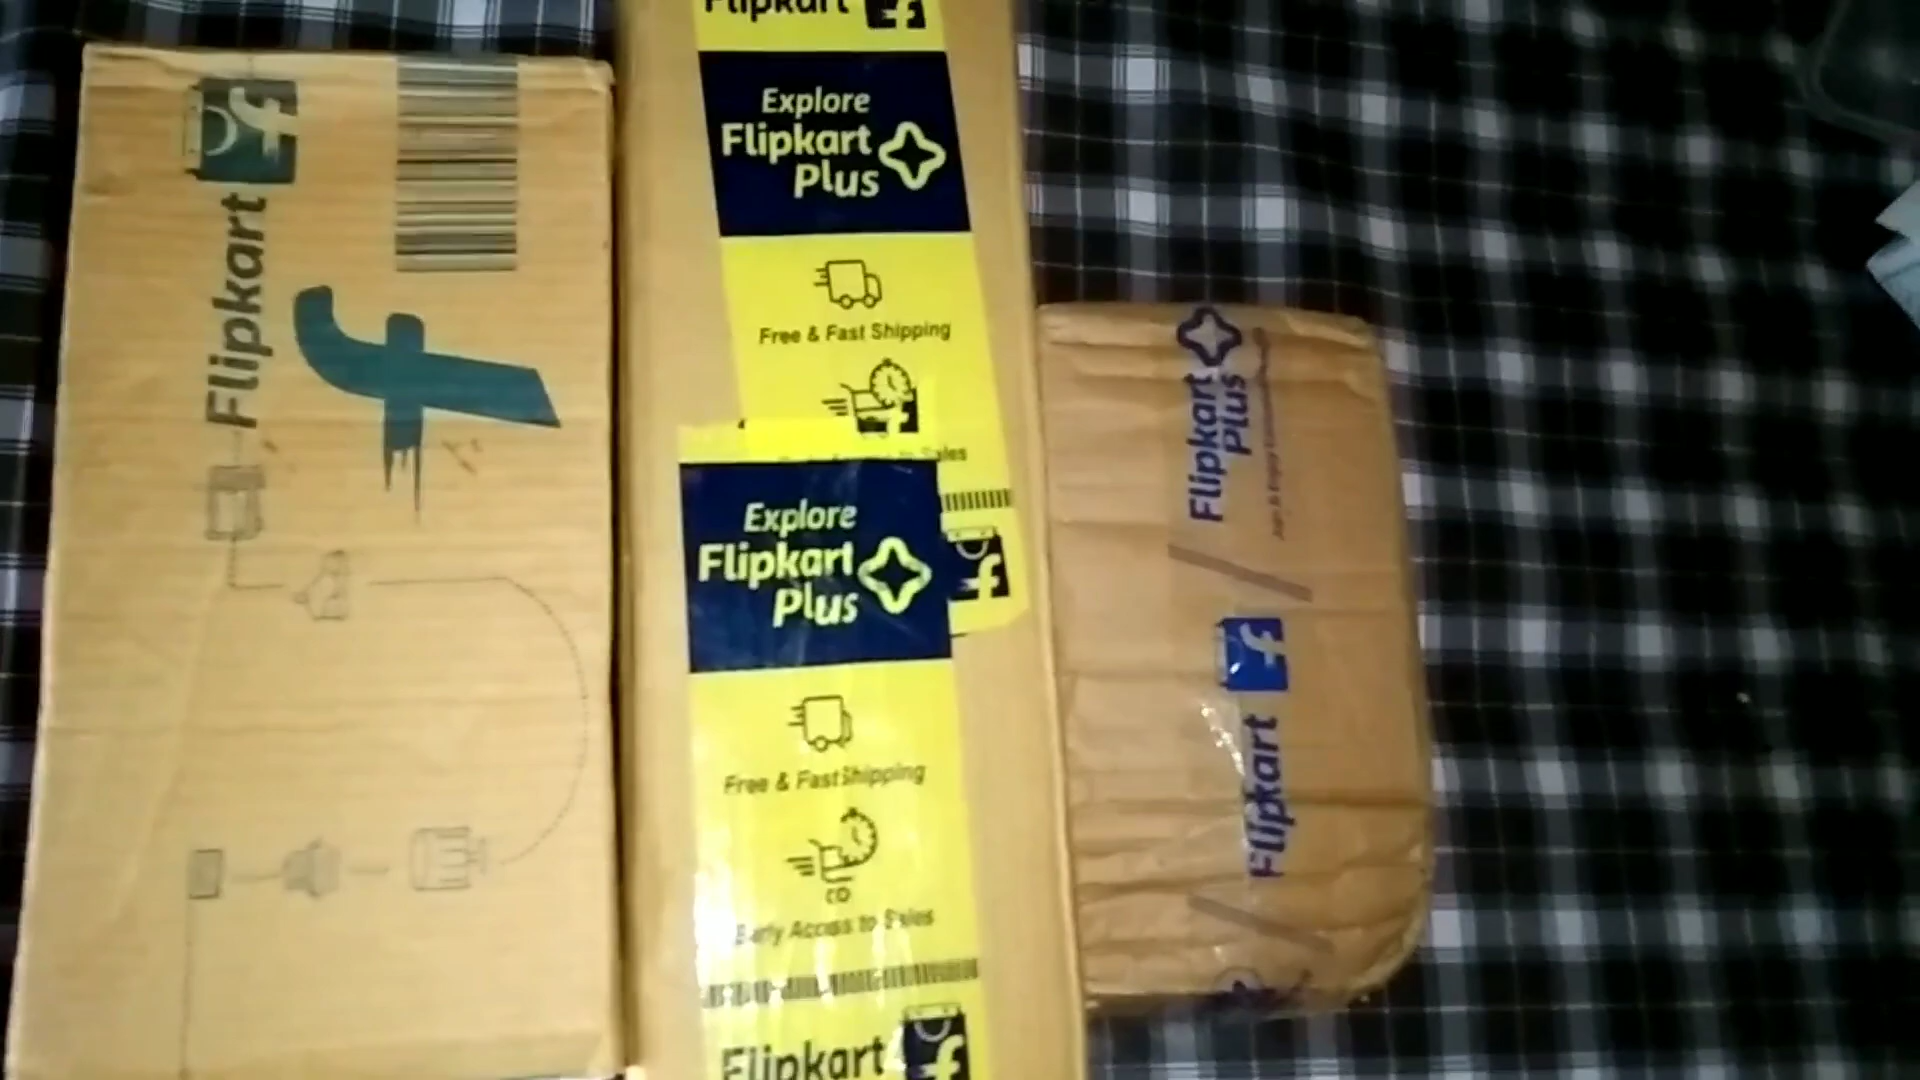 Flipkart
f
Flipkart
Explore
Flipkart
Plus
Free & Fast Shipping
Sales
Explore
Flipkart
Plus
Free & Fast Shipping
Early Access to Sales
Flipkart
Flipkart
Plus
Flipkart